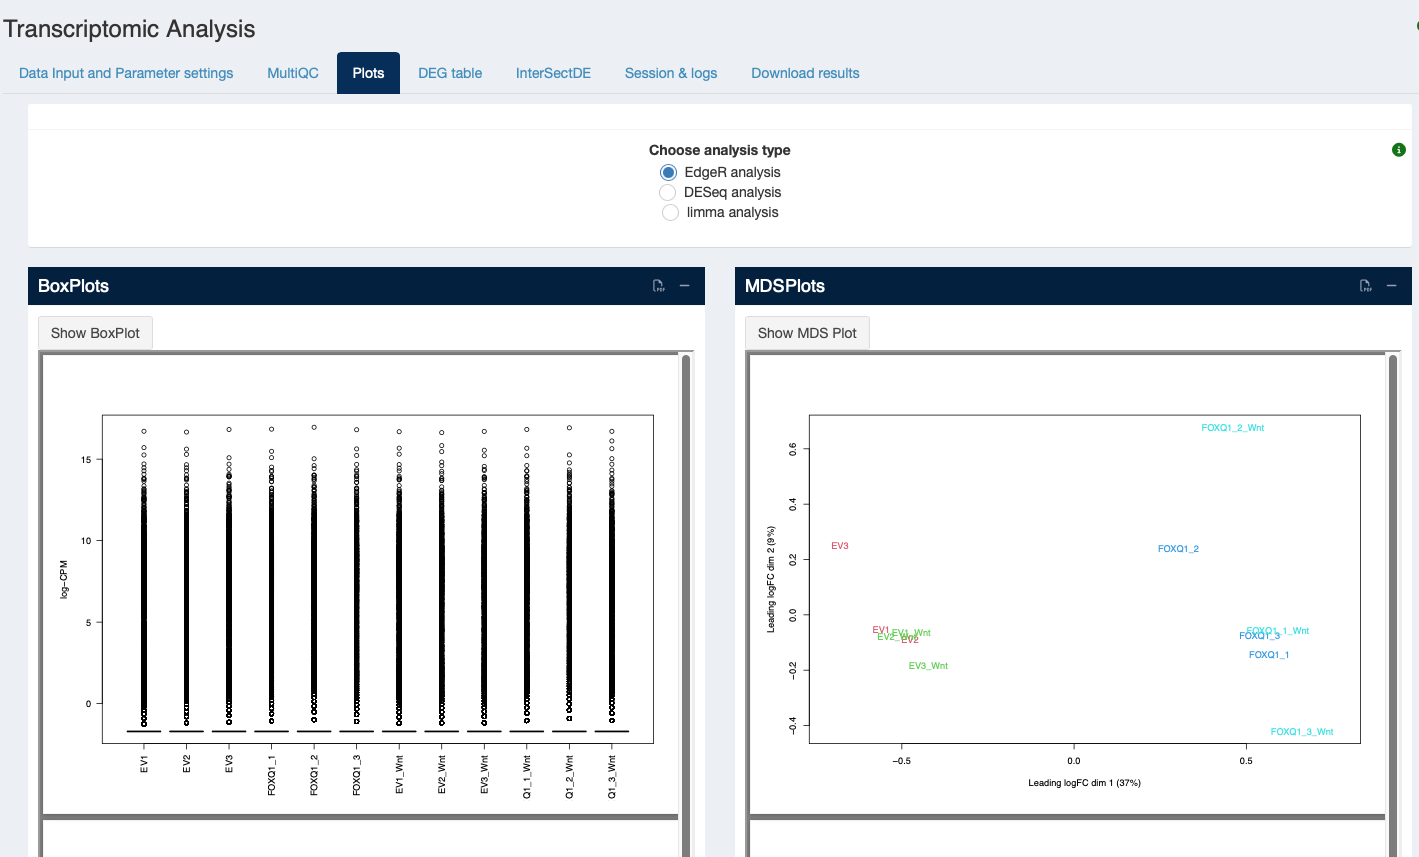 Transcriptomic Analysis
Data Input and Parameter settings MultiQC Plots DEG table InterSectDE Session & logs Download results
Choose analysis type
EdgeR analysis
DESeq analysis
limma analysis
BoxPlots
Show BoxPlot
log−CPM
15
10
5
0
EV1 EV2 EV3 FOXQ1_1 FOXQ1_2 FOXQ1_3 EV1_Wnt EV2_Wnt EV3_Wnt Q1_1_Wnt Q1_2_Wnt Q1_3_Wnt
MDSPlots
Show MDS Plot
Leading logFC dim 2 (9%)
0.6
0.4
0.2
0.0
−0.2
−0.4
FOXQ1_2_Wnt
EV3
FOXQ1_2
EV1
EV1_Wnt
EV2_Wnt
EV2
FOXQ1_1_Wnt
FOXQ1_3
FOXQ1_1
EV3_Wnt
FOXQ1_3_Wnt
−0.5 0.0 0.5
Leading logFC dim 1 (37%)